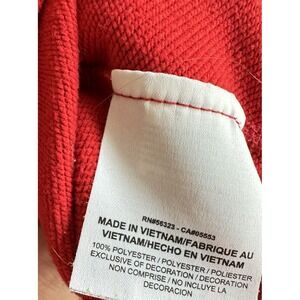 RN#56323 - CA#05553
MADE IN VIETNAM/FABRIQUE AU
VIETNAM/HECHO EN VIETNAM
100% POLYESTER / POLYESTER / POLIESTER
EXCLUSIVE OF DECORATION / DECORATION
NON COMPRISE / NO INCLUYE LA
DECORACION